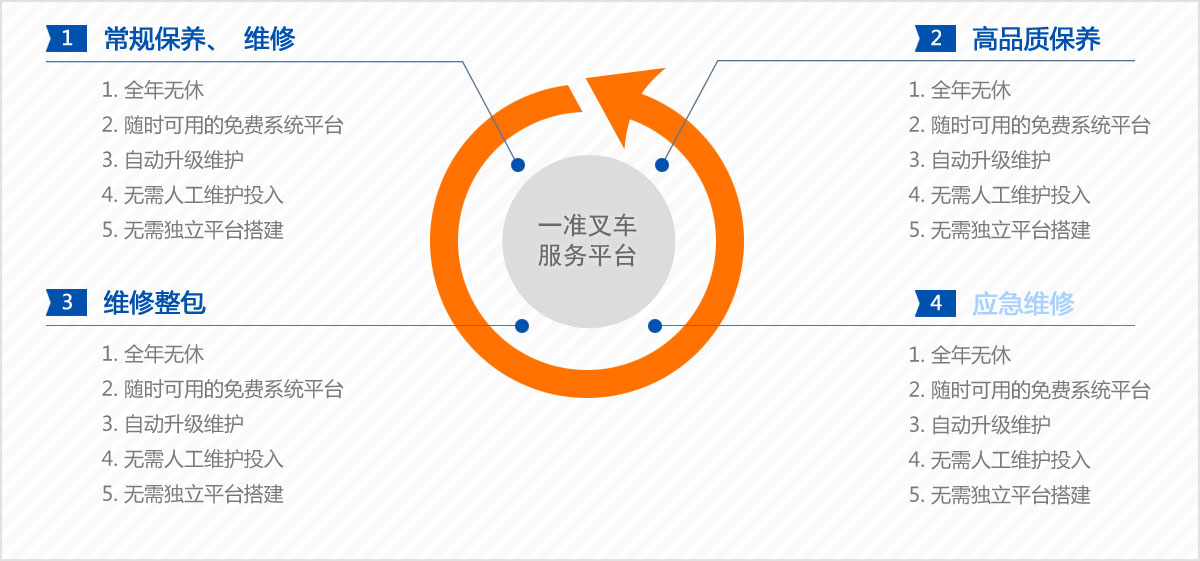 1 常规保养、 维修
1. 全年无休
2. 随时可用的免费系统平台
3. 自动升级维护
4. 无需人工维护投入
5. 无需独立平台搭建
2 高品质保养
1. 全年无休
2. 随时可用的免费系统平台
3. 自动升级维护
4. 无需人工维护投入
5. 无需独立平台搭建
一准叉车
服务平台
3 维修整包
1. 全年无休
2. 随时可用的免费系统平台
3. 自动升级维护
4. 无需人工维护投入
5. 无需独立平台搭建
4 应急维修
1. 全年无休
2. 随时可用的免费系统平台
3. 自动升级维护
4. 无需人工维护投入
5. 无需独立平台搭建